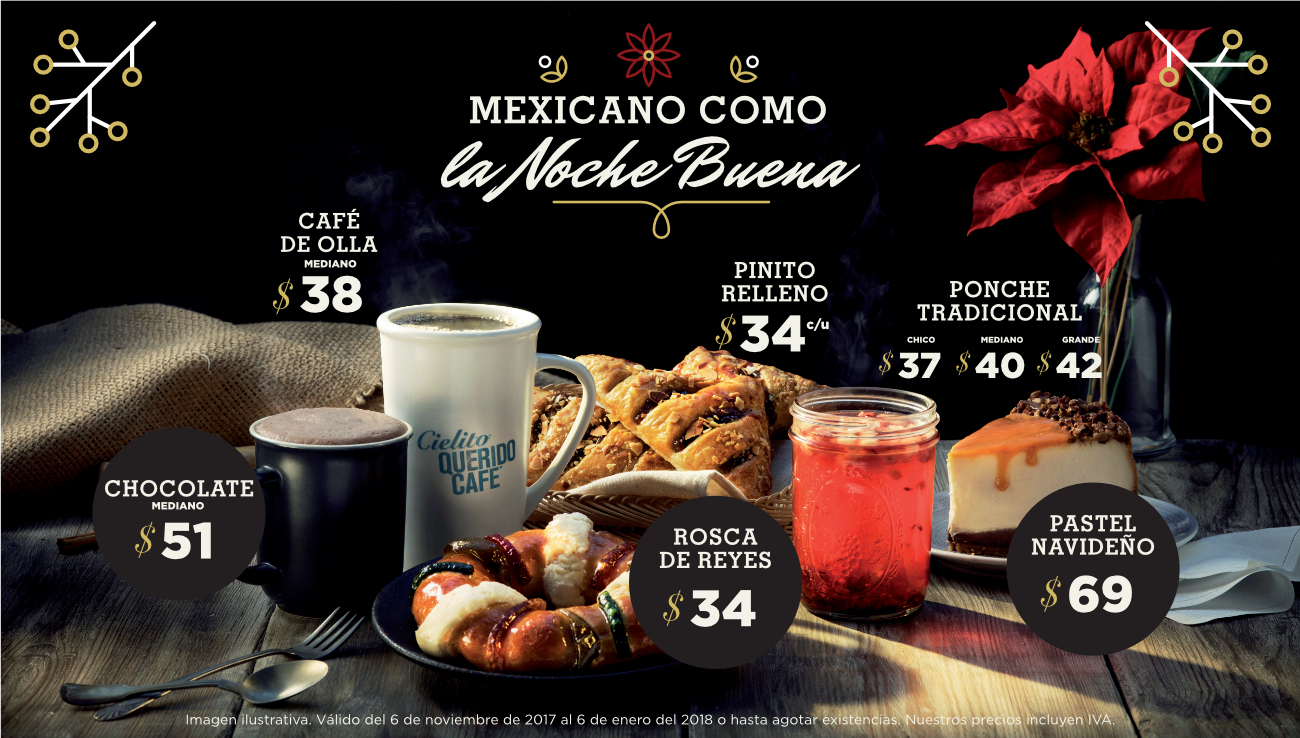 MEXICANO COMO
la Noche Buena
CAFÉ
DE OLLA
MEDIANO
$ 38
PINITO
RELLENO
$ 34 c/u
PONCHE
TRADICIONAL
CHICO MEDIANO GRANDE
$ 37 $ 40 $ 42
Cielito
QUERIDO
CAFÉ
CHOCOLATE
MEDIANO
$ 51
ROSCA
DE REYES
$ 34
PASTEL
NAVIDEÑO
$ 69
Imagen ilustrativa. Válido del 6 de noviembre de 2017 al 6 de enero del 2018 o hasta agotar existencias. Nuestros precios incluyen IVA.